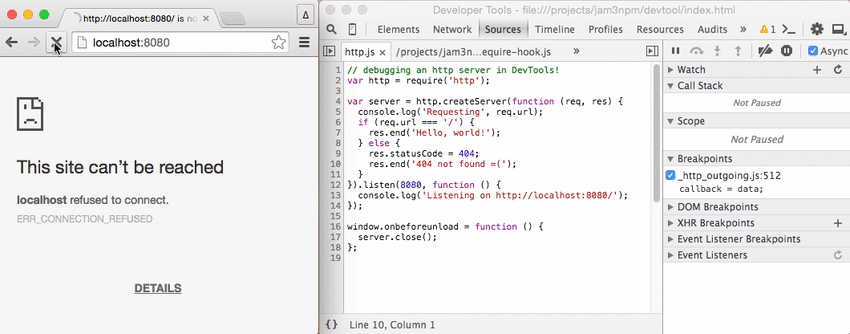 http://localhost:8080/ is no
localhost:8080
This site can't be reached
localhost refused to connect.
ERR_CONNECTION_REFUSED
DETAILS
Developer Tools - file:///projects/jam3npm/devtool/index.html
Elements Network Sources Timeline Profiles Resources Audits » 1
http.js × /projects/jam3n...equire-hook.js »
Async
1 // debugging an http server in DevTools!
2 var http = require('http');
3
4 var server = http.createServer(function (req, res) {
5 console.log('Requesting', req.url);
6 if (req.url === '/') {
7 res.end('Hello, world!');
8 } else {
9 res.statusCode = 404;
10 res.end('404 not found =(');
11 }
12 }).listen(8080, function () {
13 console.log('Listening on http://localhost:8080/');
14 });
15
16 window.onbeforeunload = function () {
17 server.close();
18 };
19
{} Line 10, Column 1
Watch
Call Stack
Not Paused
Scope
Not Paused
Breakpoints
_http_outgoing.js:512
callback = data;
DOM Breakpoints
XHR Breakpoints
Event Listener Breakpoints
Event Listeners